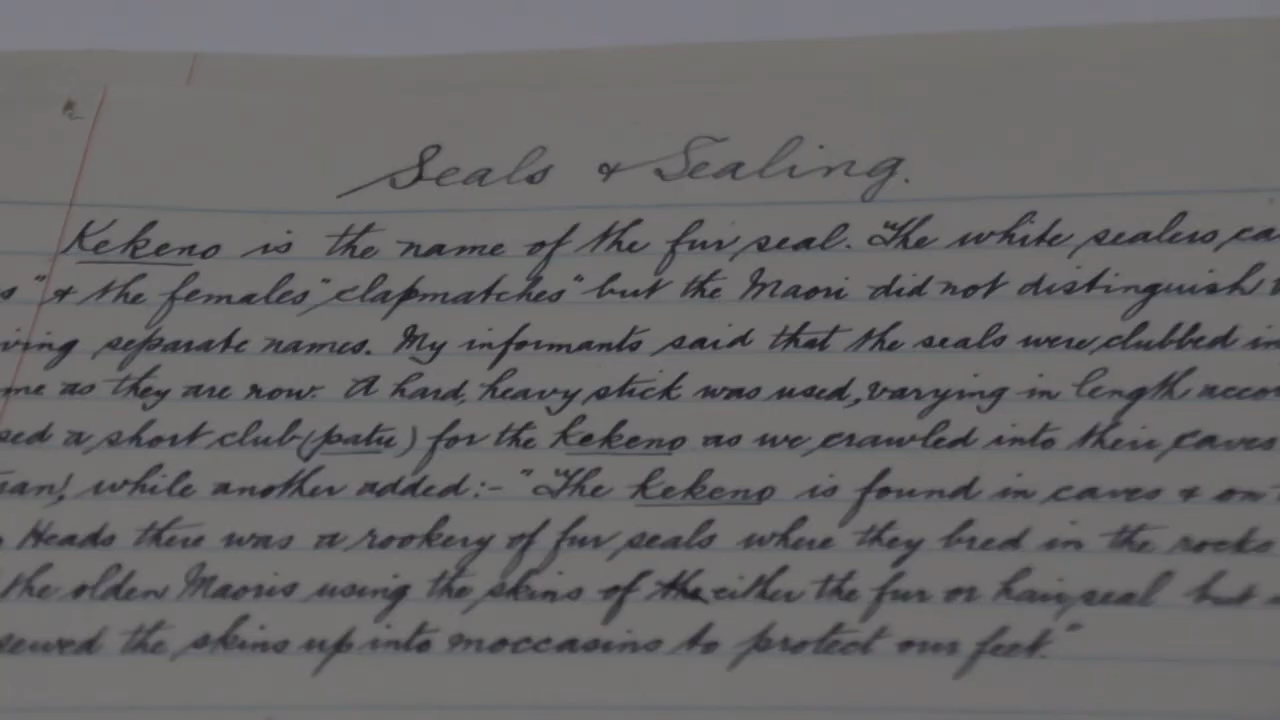 Seals & Sealing.
Kekeno is the name of the fur seal. "The white sealers ca
s" & the females "clapmatches" but the Maori did not distinguish
ving separate names. My informants said that the seals were clubbed in
me as they are now. A hard, heavy stick was used, varying in length accor
sed a short club (patu) for the kekeno as we crawled into their caves
man), while another added:- "The kekeno is found in caves & on
Heads there was a rookery of fur seals where they bred in the rocks
the olden Maoris using the skins of the either the fur or hair seal but
sewed the skins up into moccasins to protect our feet."